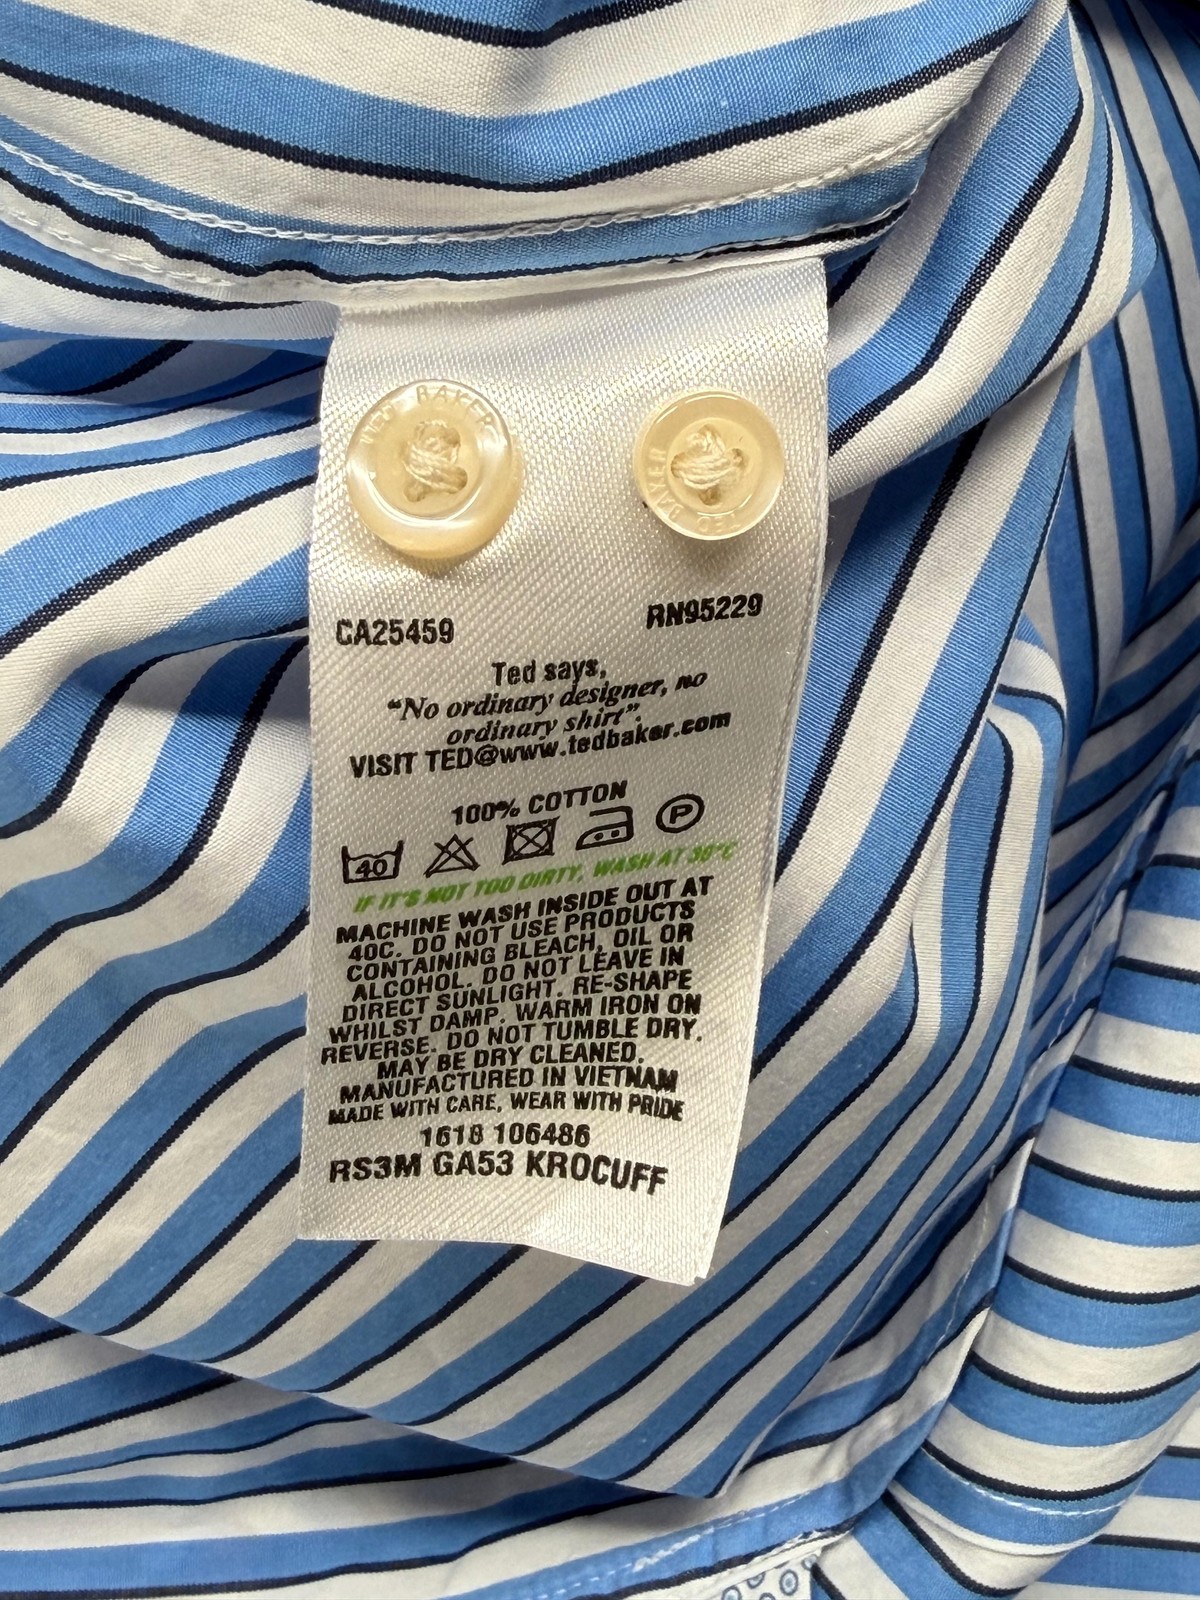 TED BAKER
TED BAKER
CA25459
RN95229
Ted says,
“No ordinary designer, no
ordinary shirt”.
VISIT TED@www.tedbaker.com
100% COTTON
40
P
IF IT'S NOT TOO DIRTY, WASH AT 30°C
MACHINE WASH INSIDE OUT AT
40C. DO NOT USE PRODUCTS
CONTAINING BLEACH, OIL OR
ALCOHOL. DO NOT LEAVE IN
DIRECT SUNLIGHT. RE-SHAPE
WHILST DAMP. WARM IRON ON
REVERSE. DO NOT TUMBLE DRY.
MAY BE DRY CLEANED.
MANUFACTURED IN VIETNAM
MADE WITH CARE, WEAR WITH PRIDE
1618 106486
RS3M GA53 KROCUFF